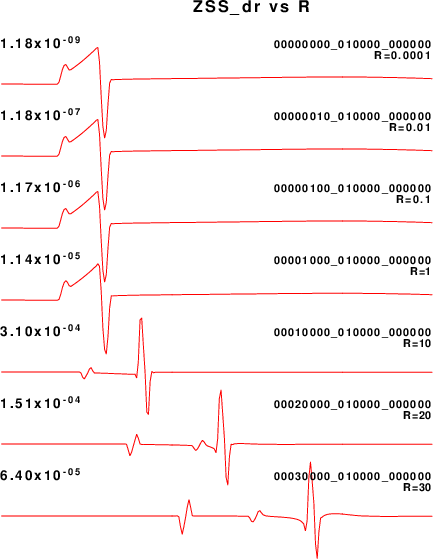 ZSS_dr vs R
1.18x10-09
00000000_010000_000000
R=0.0001
1.18x10-07
00000010_010000_000000
R=0.01
1.17x10-06
00000100_010000_000000
R=0.1
1.14x10-05
00001000_010000_000000
R=1
3.10x10-04
00010000_010000_000000
R=10
1.51x10-04
00020000_010000_000000
R=20
6.40x10-05
00030000_010000_000000
R=30